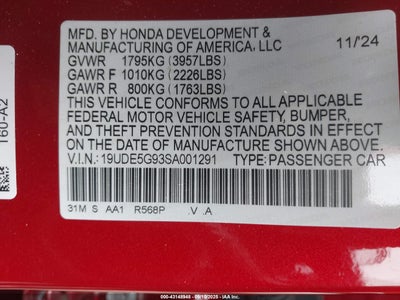 MFD. BY HONDA DEVELOPMENT &
MANUFACTURING OF AMERICA, LLC 11/24
GVWR 1795KG (3957LBS)
GAWR F 1010KG (2226LBS)
GAWR R 800KG (1763LBS)
THIS VEHICLE CONFORMS TO ALL APPLICABLE
FEDERAL MOTOR VEHICLE SAFETY, BUMPER,
AND THEFT PREVENTION STANDARDS IN EFFECT
ON THE DATE OF MANUFACTURE SHOWN ABOVE.
V.I.N.: 19UDE5G93SA001291 TYPE:PASSENGER CAR
31M S AA1 R568P .V .A
T60-A2